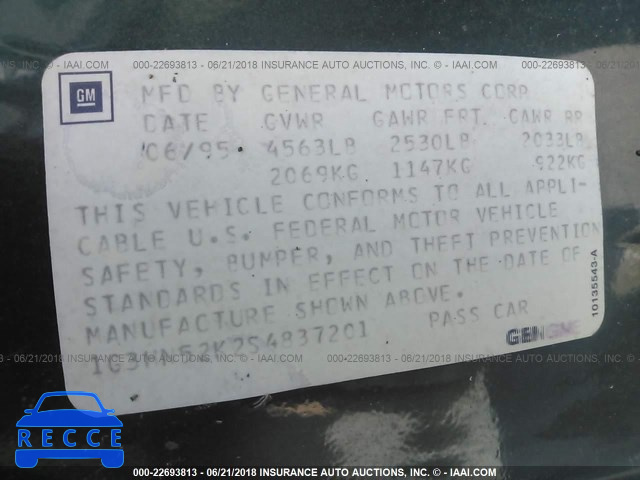 000-22693813 - 06/21/2018 INSURANCE AUTO AUCTIONS, INC. - © IAAI.COM
GM
MFD BY GENERAL MOTORS CORP
DATE GVWR GAWR FRT. GAWR RR
06/95 4563LB 2530LB 2033LB
2069KG 1147KG 922KG
THIS VEHICLE CONFORMS TO ALL APPLI-
CABLE U.S. FEDERAL MOTOR VEHICLE
SAFETY, BUMPER, AND THEFT PREVENTION
STANDARDS IN EFFECT ON THE DATE OF
MANUFACTURE SHOWN ABOVE.
PASS CAR
GENGME
10135543-A
000-22693813 - 06/21/2018 INSURANCE AUTO AUCTIONS, INC. - © IAAI.COM
RECCE
000-22693813 - 06/21/2018 INSURANCE AUTO AUCTIONS, INC. - © IAAI.COM